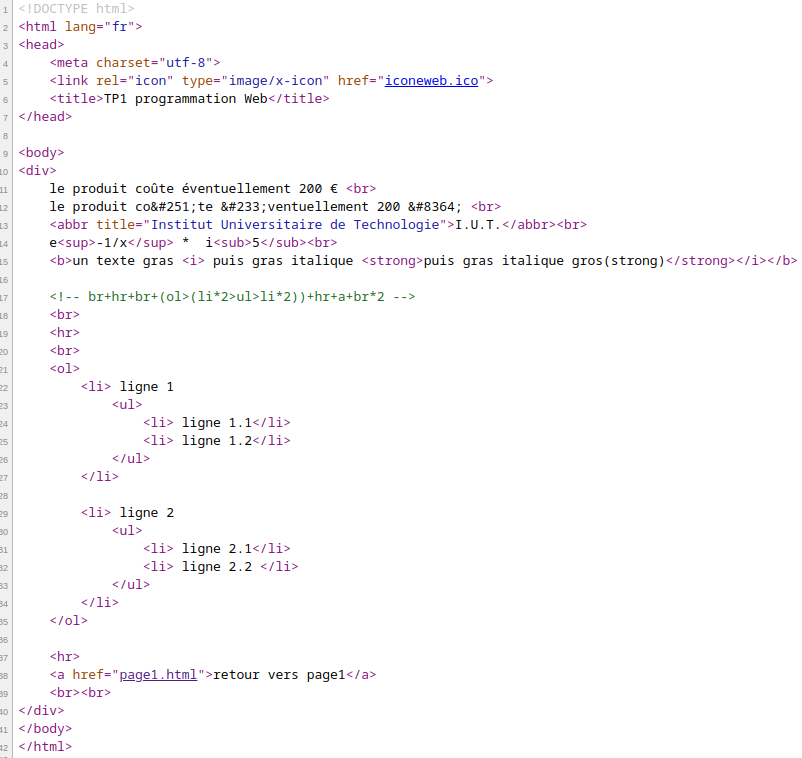 1 <!DOCTYPE html>
2 <html lang="fr">
3 <head>
4     <meta charset="utf-8">
5     <link rel="icon" type="image/x-icon" href="iconeweb.ico">
6     <title>TP1 programmation Web</title>
7 </head>
8
9 <body>
10 <div>
11     le produit coûte éventuellement 200 € <br>
12     le produit co&#251;te &#233;ventuellement 200 &#8364; <br>
13     <abbr title="Institut Universitaire de Technologie">I.U.T.</abbr><br>
14     e<sup>-1/x</sup> *  i<sub>5</sub><br>
15     <b>un texte gras <i> puis gras italique <strong>puis gras italique gros(strong)</strong></i></b>
16
17     <!-- br+hr+br+(ol>(li*2>ul>li*2))+hr+a+br*2 -->
18     <br>
19     <hr>
20     <br>
21     <ol>
22         <li> ligne 1
23             <ul>
24                 <li> ligne 1.1</li>
25                 <li> ligne 1.2</li>
26             </ul>
27         </li>
28
29         <li> ligne 2
30             <ul>
31                 <li> ligne 2.1</li>
32                 <li> ligne 2.2 </li>
33             </ul>
34         </li>
35     </ol>
36
37     <hr>
38     <a href="page1.html">retour vers page1</a>
39     <br><br>
40 </div>
41 </body>
42 </html>